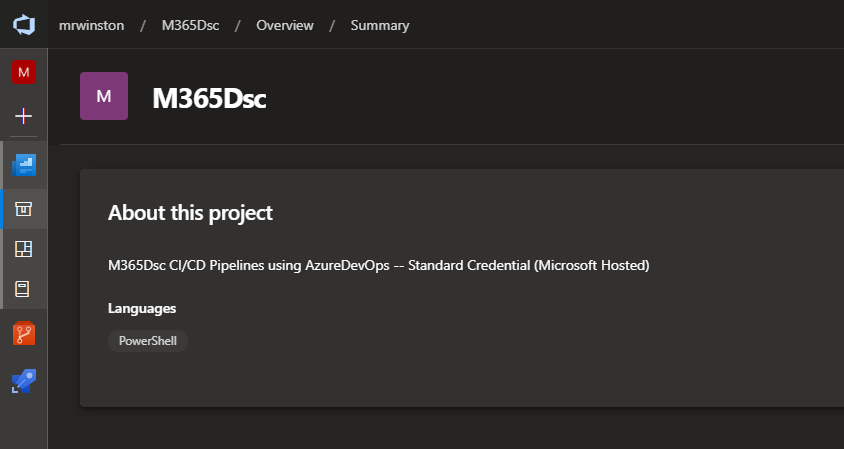 mrwinston / M365Dsc / Overview / Summary
M
M M365Dsc
About this project
M365Dsc CI/CD Pipelines using AzureDevOps -- Standard Credential (Microsoft Hosted)
Languages
PowerShell